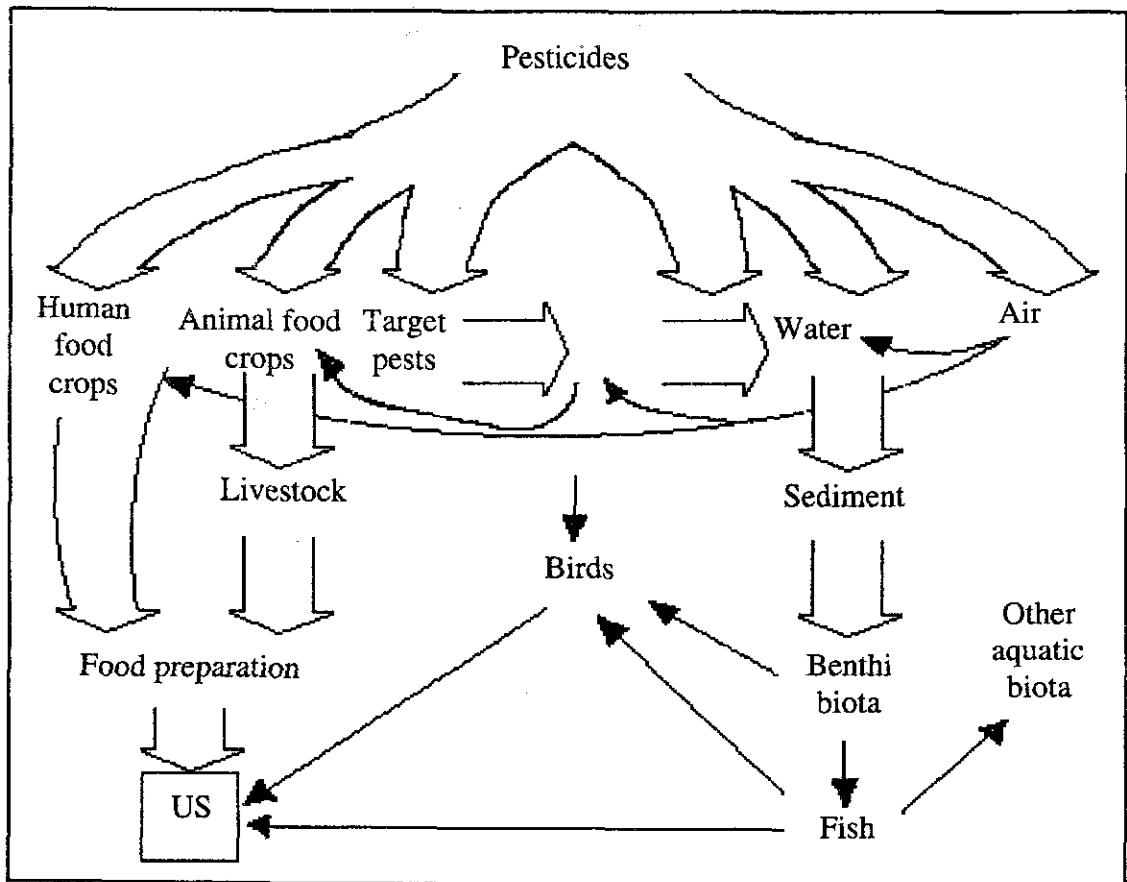 Pesticides
Human
food
crops
Animal food
crops
Target
pests
Water
Air
Livestock
Sediment
Birds
Food preparation
Benthi
biota
Other
aquatic
biota
US
Fish